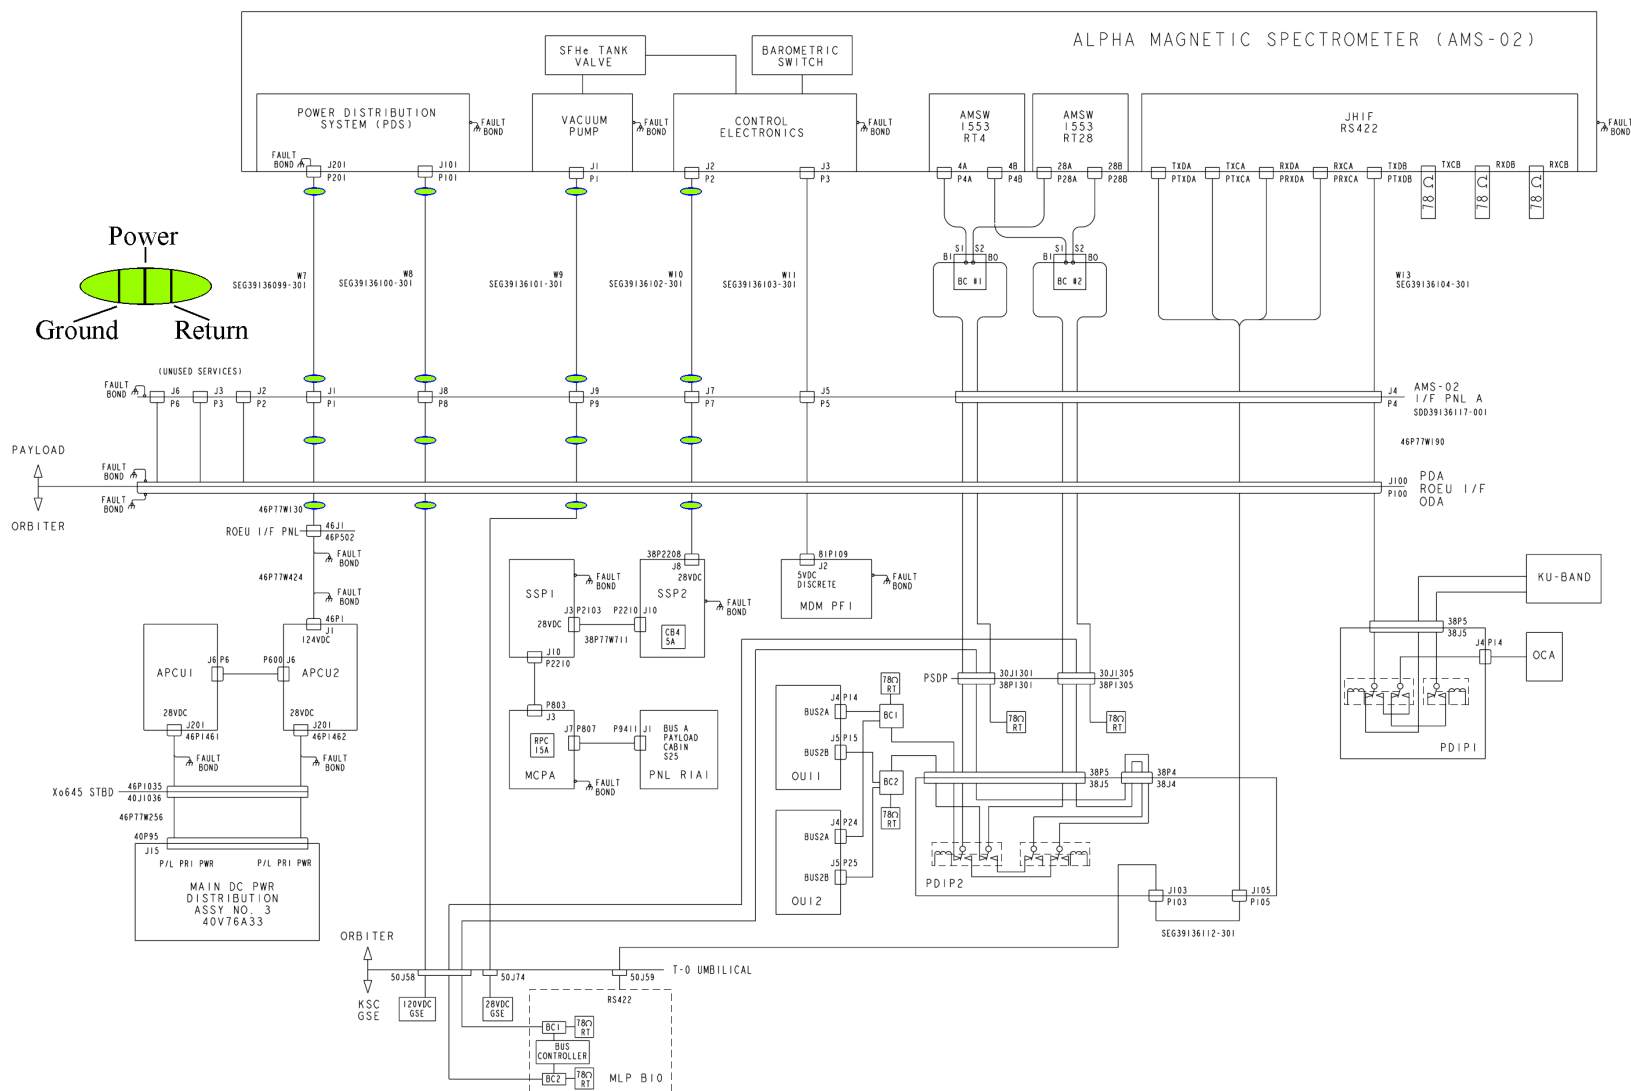 ALPHA MAGNETIC SPECTROMETER (AMS-02)
SFHe TANK
VALVE
BAROMETRIC
SWITCH
POWER DISTRIBUTION
SYSTEM (PDS)
FAULT
BOND
VACUUM
PUMP
FAULT
BOND
CONTROL
ELECTRONICS
FAULT
BOND
AMSW
1553
RT4
AMSW
1553
RT28
JHIF
RS422
FAULT
BOND
FAULT
BOND
J201
P201
J101
P101
J1
P1
J2
P2
J3
P3
4A
P4A
4B
P4B
28A
P28A
28B
P28B
TXDA
PTXDA
TXCA
PTXCA
RXDA
PRXDA
RXCA
PRXCA
TXDB
PTXDB
TXCB
RXDB
RXCB
78 Ω
78 Ω
78 Ω
Power
Ground
Return
W7
SEG39136099-301
W8
SEG39136100-301
W9
SEG39136101-301
W10
SEG39136102-301
W11
SEG39136103-301
B1
S1
S2
B0
BC #1
B1
S1
S2
B0
BC #2
W13
SEG39136104-301
(UNUSED SERVICES)
FAULT
BOND
J6
P6
J3
P3
J2
P2
J1
P1
J8
P8
J9
P9
J7
P7
J5
P5
J4
P4
AMS-02
I/F PNL A
SDD39136117-001
46P77W190
PAYLOAD
ORBITER
FAULT
BOND
FAULT
BOND
J100
P100
PDA
ROEU I/F
ODA
46P77W130
ROEU I/F PNL
46J1
46P502
FAULT
BOND
46P77W424
FAULT
BOND
46P1
J1
124VDC
APCU1
J6 P6
P600 J6
APCU2
28VDC
J201
46P1461
28VDC
J201
46P1462
FAULT
BOND
FAULT
BOND
Xo645 STBD
46P1035
40J1036
46P77W256
40P95
J15
P/L PRI PWR
P/L PRI PWR
MAIN DC PWR
DISTRIBUTION
ASSY NO. 3
40V76A33
SSP1
FAULT
BOND
28VDC
J3 P2103
P2210 J10
38P77W711
J10
P2210
38P2208
J8
28VDC
SSP2
FAULT
BOND
CB4
5A
P803
J3
RPC
15A
MCPA
J7 P807
P9411 J1
FAULT
BOND
BUS A
PAYLOAD
CABIN
S25
PNL R1A1
81P109
J2
5VDC
DISCRETE
MDM PF1
FAULT
BOND
PSDP
30J1301
38P1301
30J1305
38P1305
78Ω
RT
78Ω
RT
78Ω
RT
78Ω
RT
BUS2A
J4 P14
BC1
BUS2B
J5 P15
BC2
OUI1
BUS2A
J4 P24
BUS2B
J5 P25
OUI2
38P5
38J5
38P4
38J4
PDIP2
J103
P103
J105
P105
SEG39136112-301
KU-BAND
38P5
38J5
J4 P14
OCA
PDIP1
ORBITER
KSC
GSE
50J58
50J74
50J59
T-0 UMBILICAL
120VDC
GSE
28VDC
GSE
RS422
BC1
78Ω
RT
BUS
CONTROLLER
BC2
78Ω
RT
MLP B10